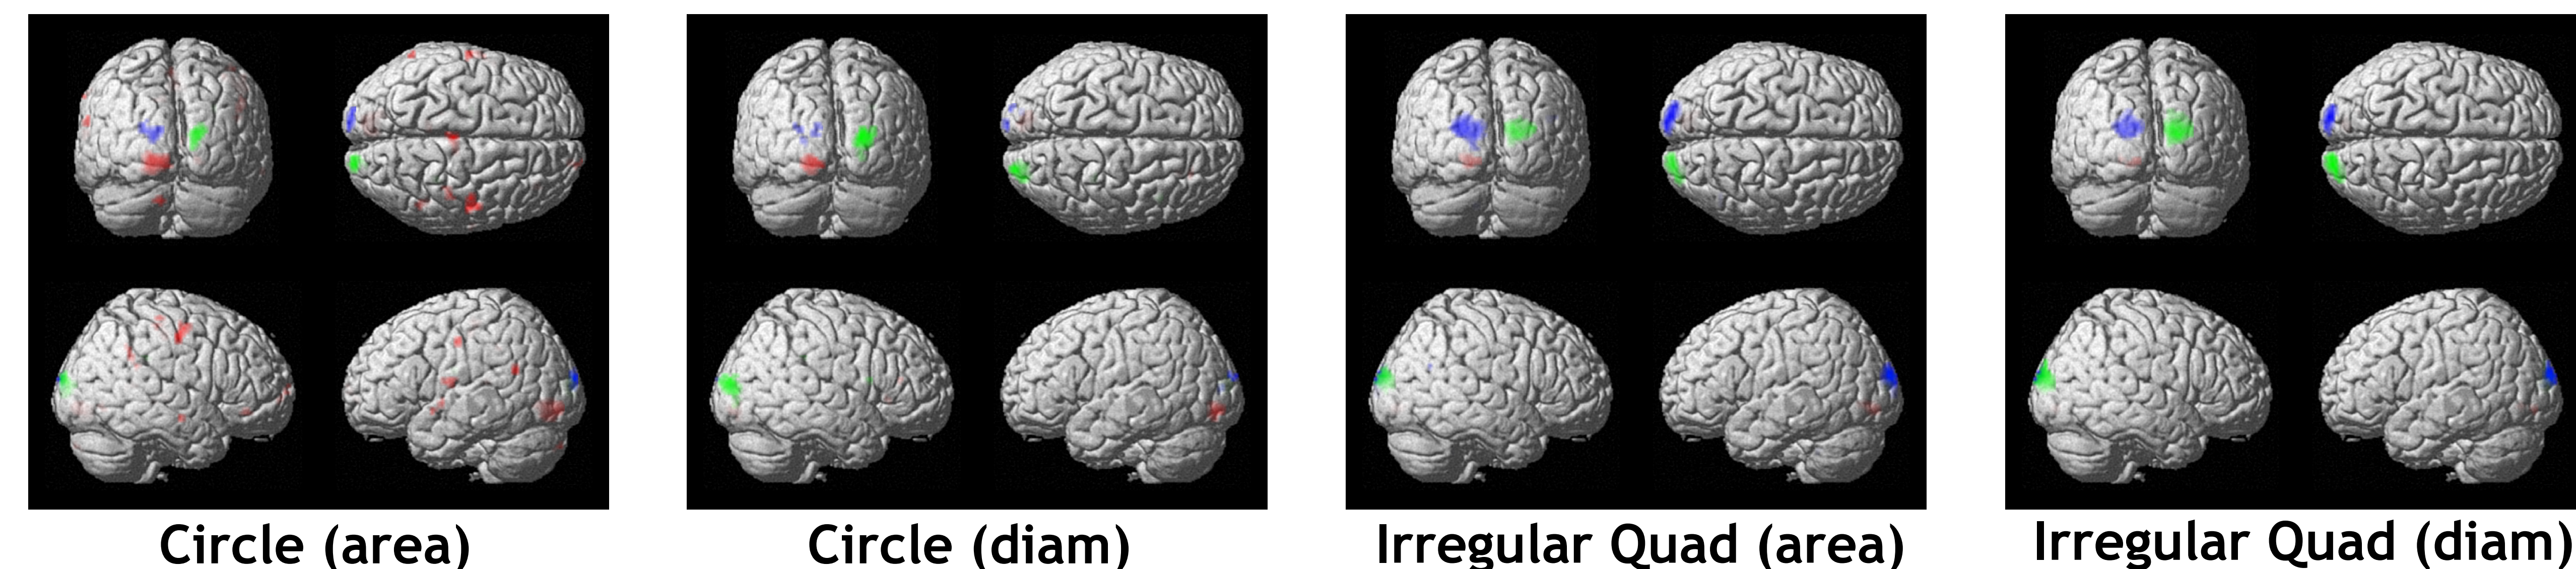 Circle (area)
Circle (diam)
Irregular Quad (area)
Irregular Quad (diam)